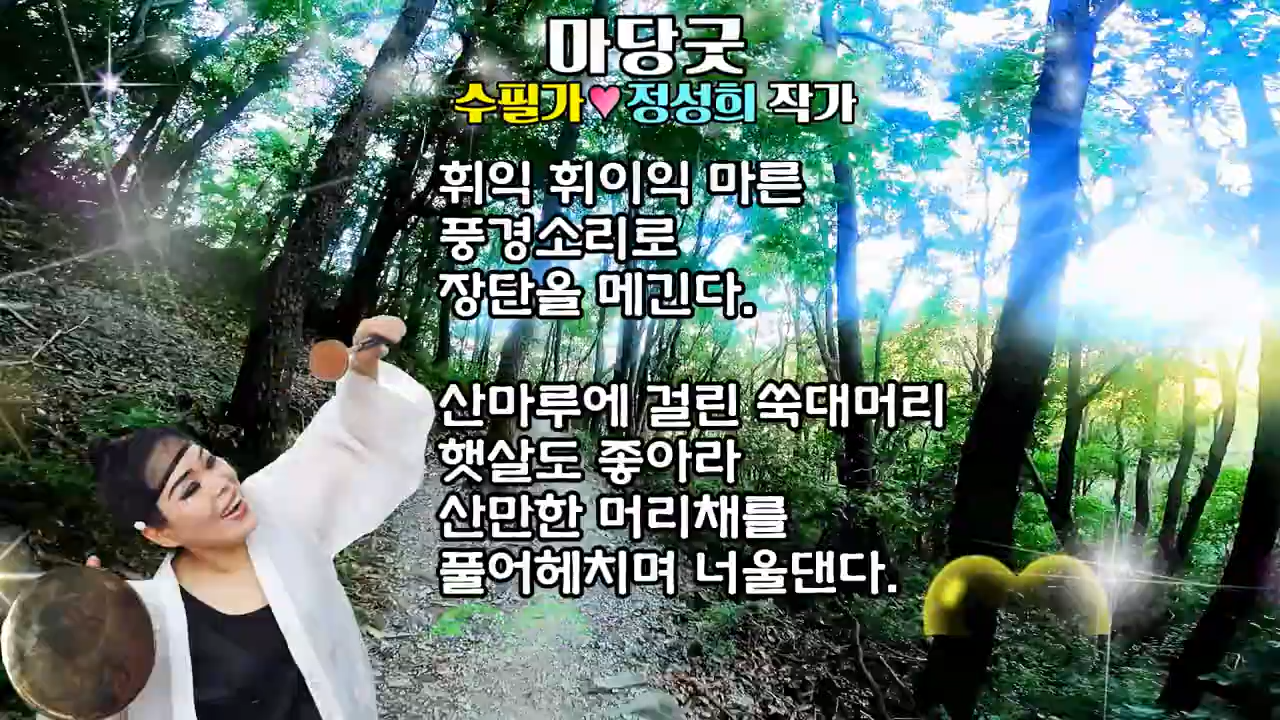 마당굿
수필가♥정성희 작가
휘익 휘이익 마른
풍경소리로
장단을 메긴다.
산마루에 걸린 쑥대머리
햇살도 좋아라
산만한 머리채를
풀어헤치며 너울댄다.